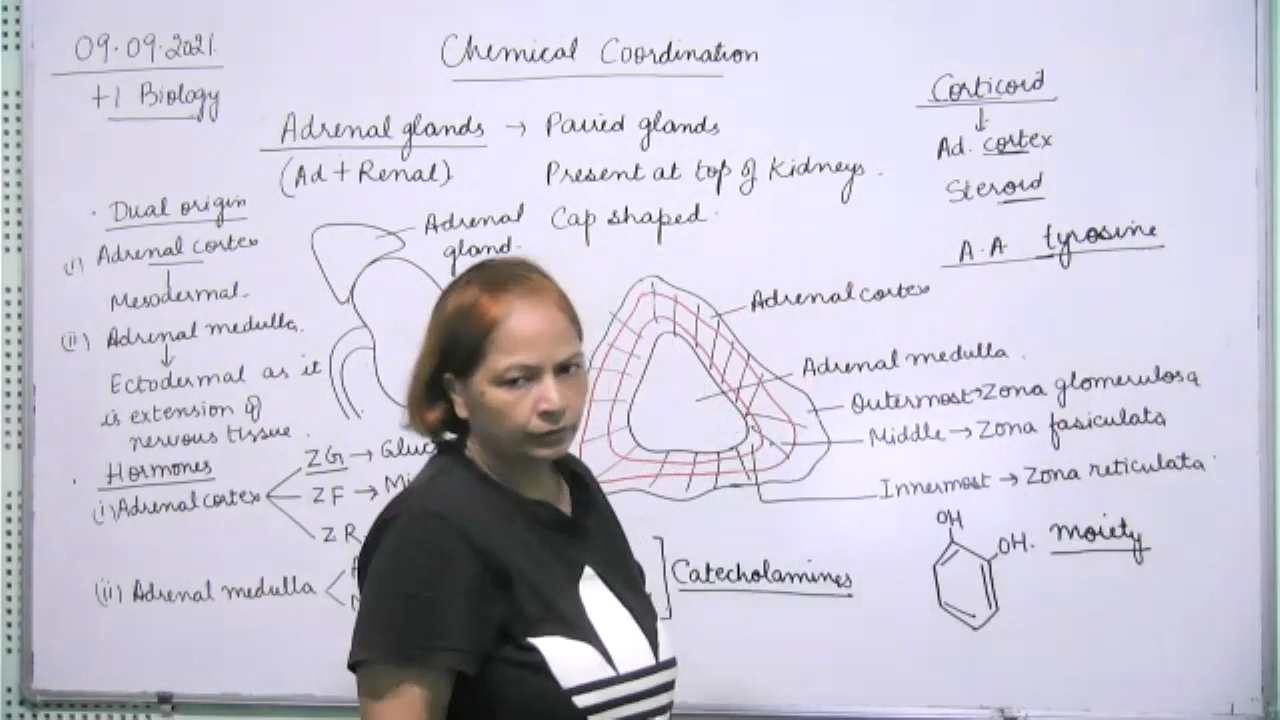 09.09.2021
+1 Biology
Chemical Coordination
Adrenal glands → Paired glands
(Ad + Renal)
Present at top of Kidneys.
Cap shaped.
Corticoid
Ad. cortex
Steroid
A.A tyrosine
. Dual origin
(i) Adrenal cortex
Mesodermal.
(ii) Adrenal medulla.
Ectodermal as it
is extension of
nervous tissue.
Adrenal
gland.
Adrenal cortex
Adrenal medulla.
Outermost→Zona glomerulosa
Middle → Zona fasiculata
Innermost → Zona reticulata
. Hormones
(i) Adrenal cortex
ZG → Gluc
ZF → Mi
ZR
(ii) Adrenal medulla
Catecholamines
OH
OH. moiety